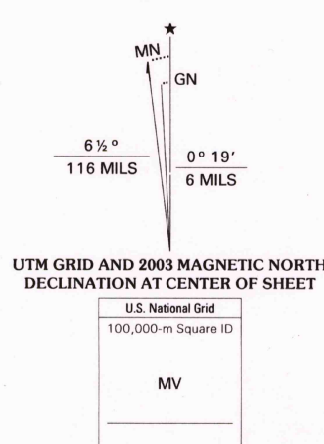 MN
GN
6 ½ °
116 MILS
0° 19′
6 MILS
UTM GRID AND 2003 MAGNETIC NORTH
DECLINATION AT CENTER OF SHEET
U.S. National Grid
100,000-m Square ID
MV